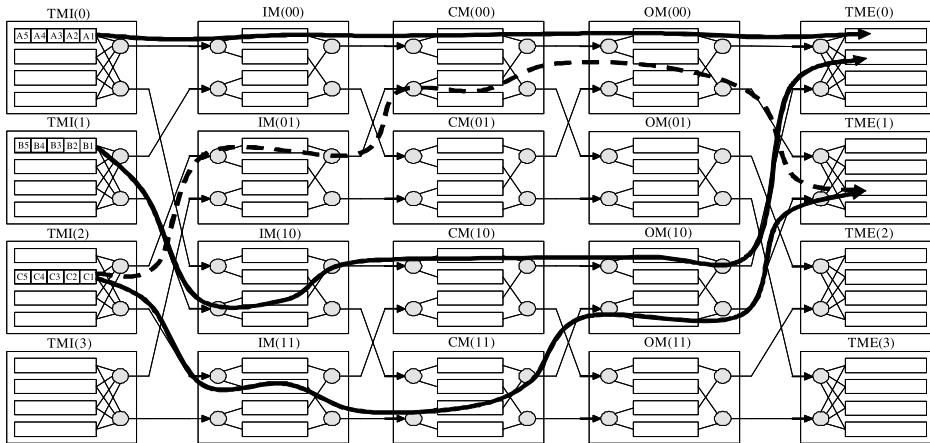 TMI(0) IM(00) CM(00) OM(00) TME(0)
A5 A4 A3 A2 A1
TMI(1) IM(01) CM(01) OM(01) TME(1)
B5 B4 B3 B2 B1
TMI(2) IM(10) CM(10) OM(10) TME(2)
C5 C4 C3 C2 C1
TMI(3) IM(11) CM(11) OM(11) TME(3)